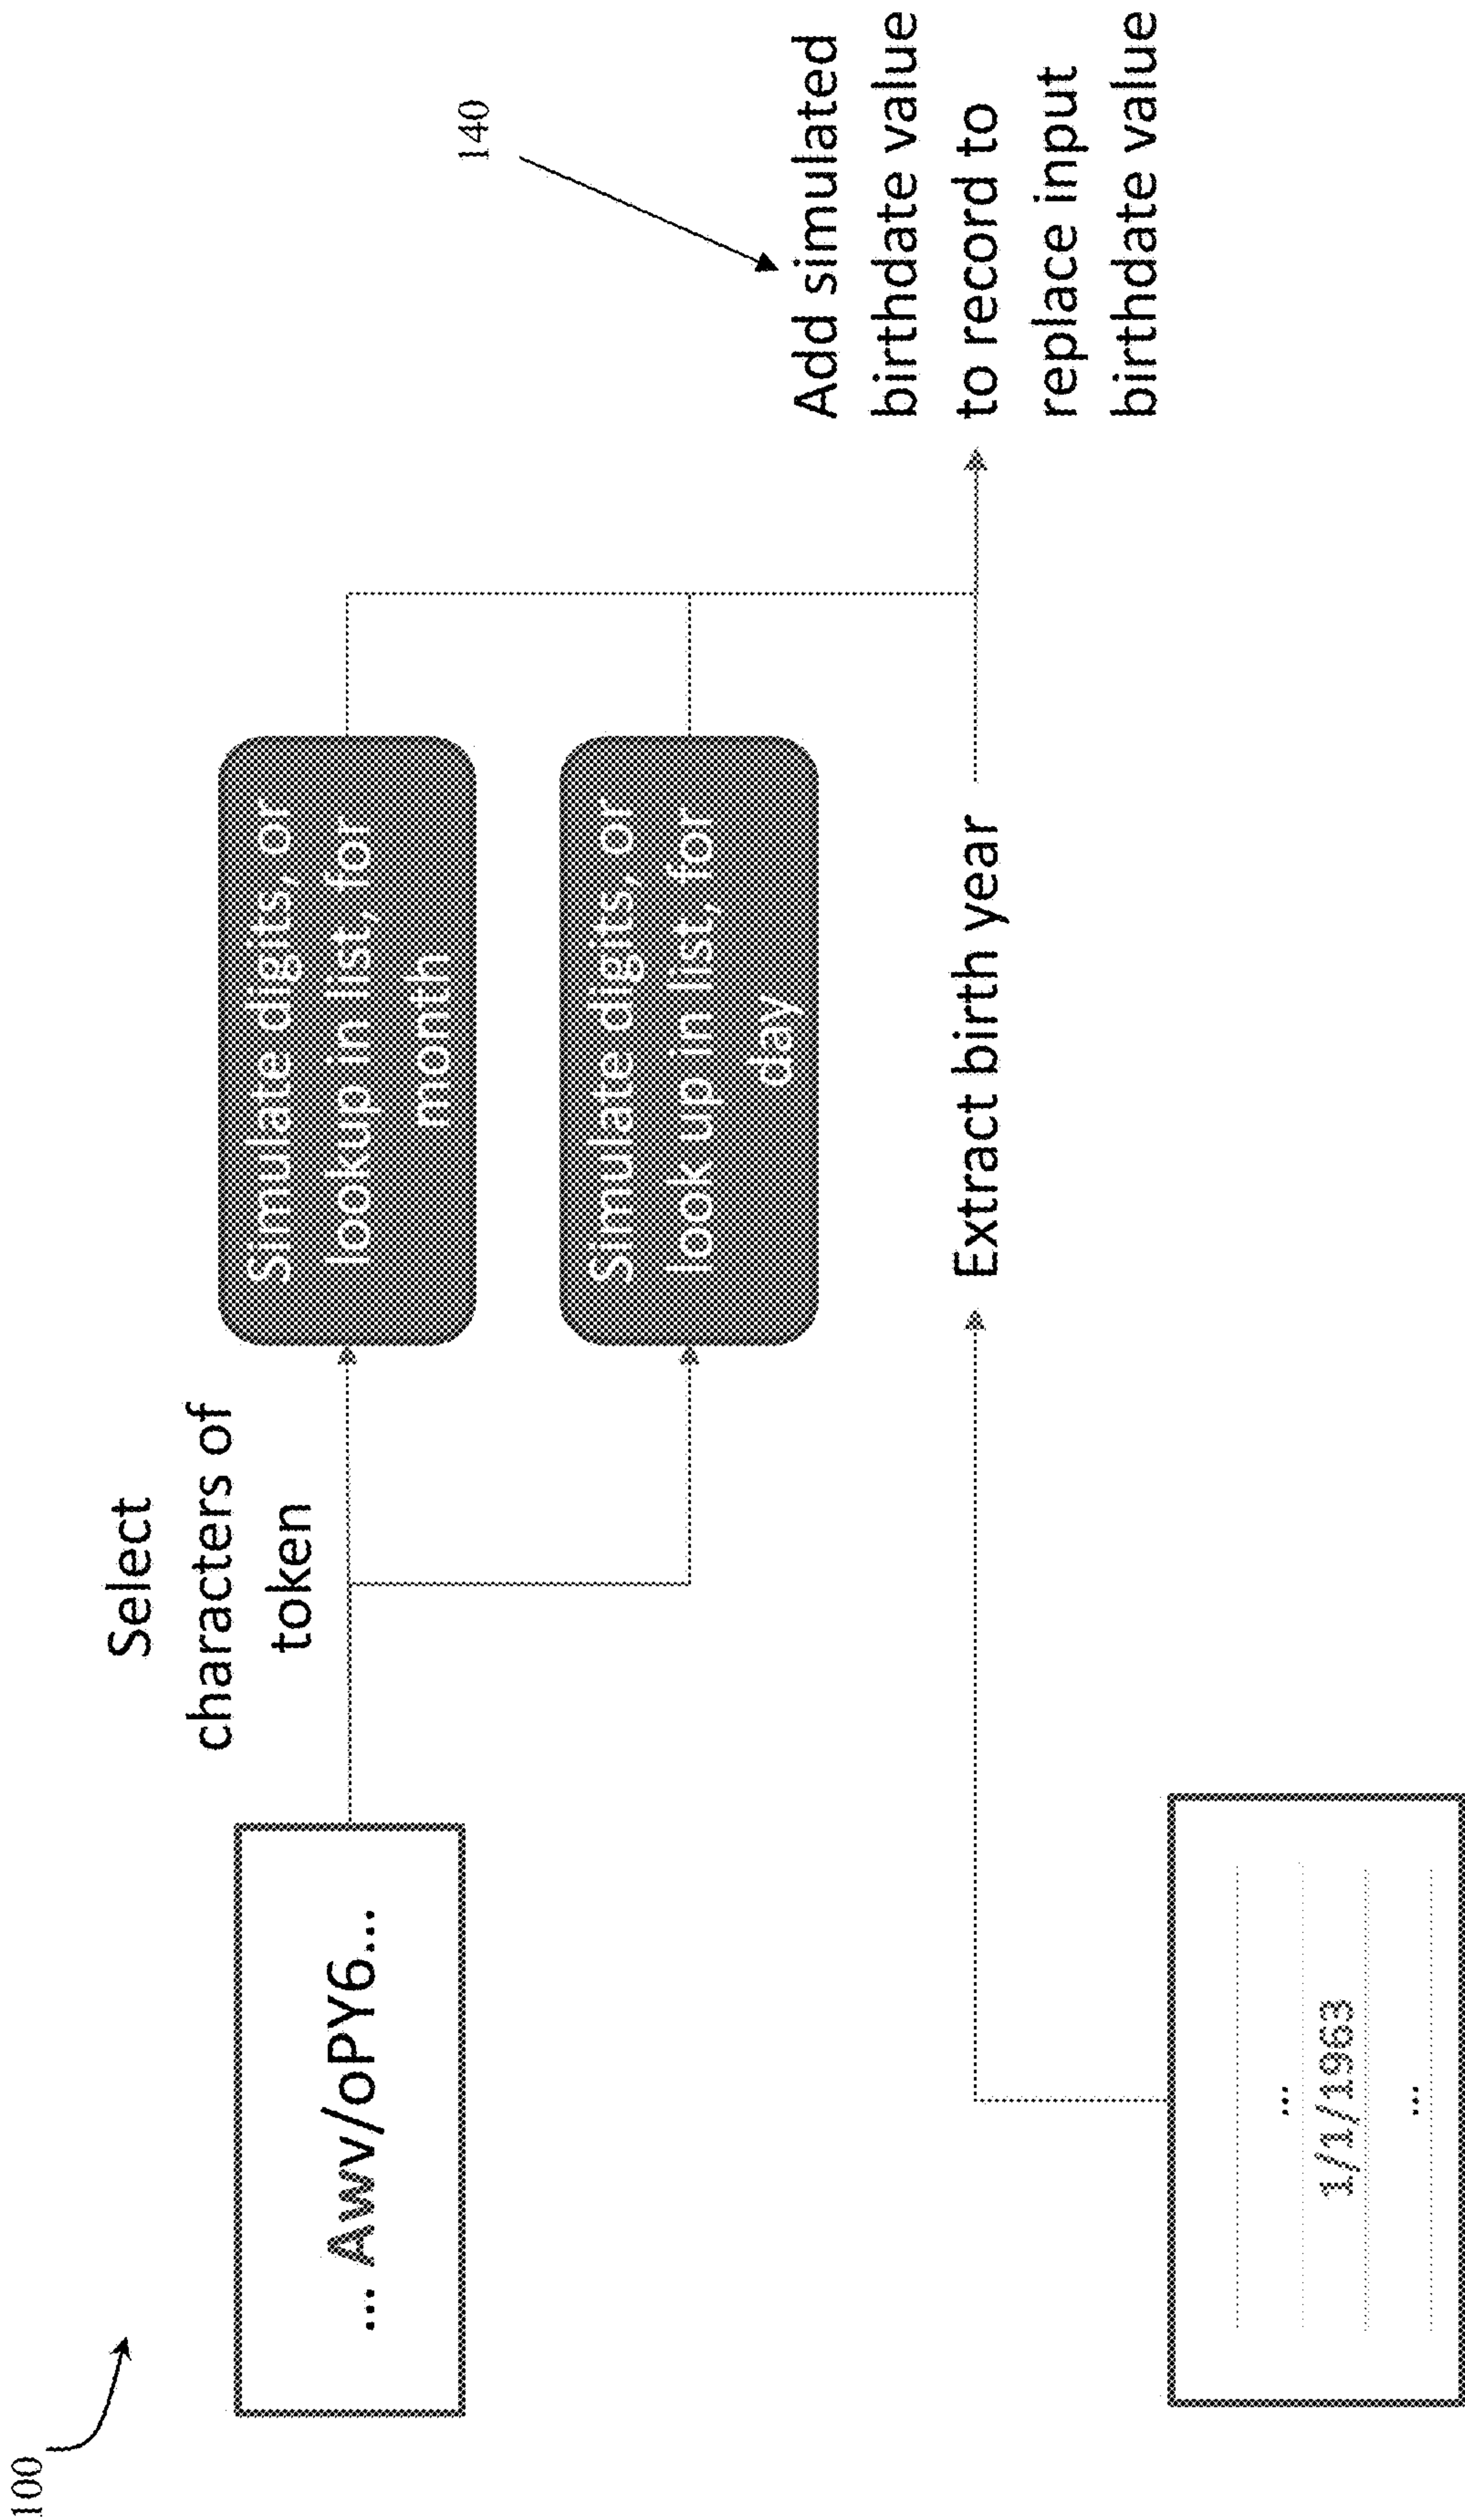 100
Select
characters of
token
... Awv/oPY6...
Simulate digits, or
lookup in list, for
month
140
Simulate digits, or
look up in list, for
day
Add simulated
birthdate value
to record to
replace input
birthdate value
Extract birth year
...
1/1/1963
...